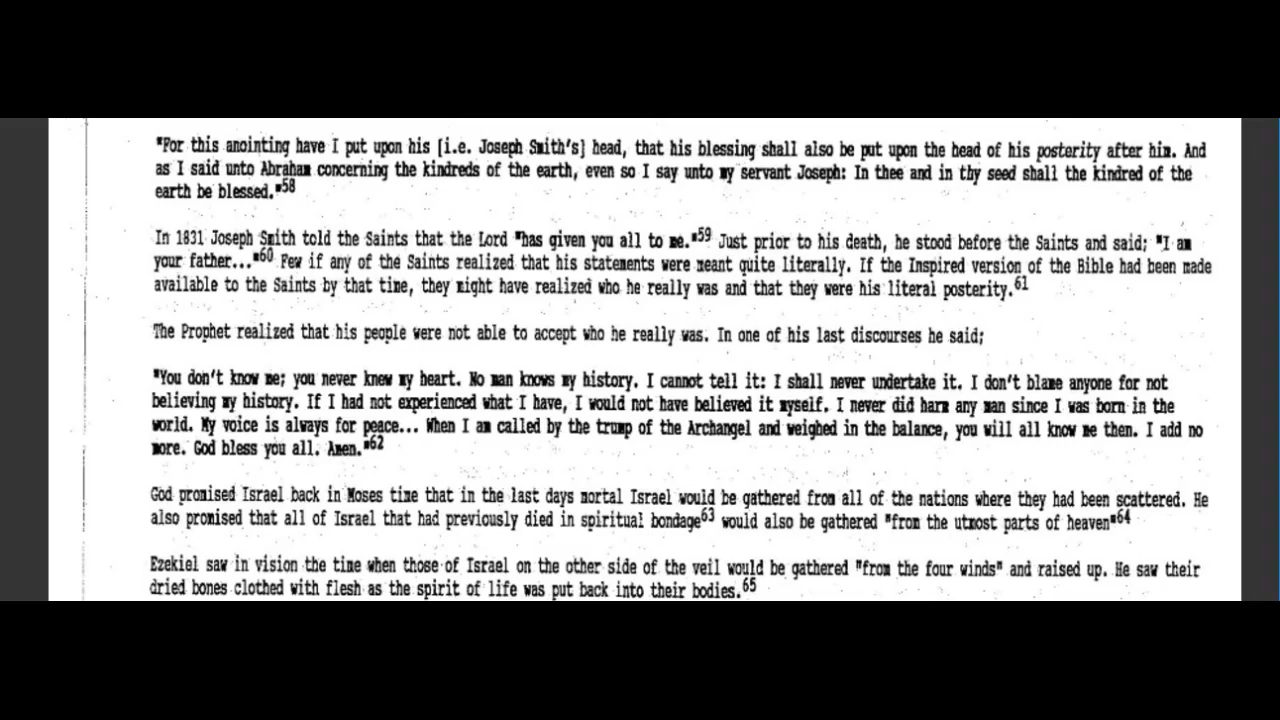 "For this anointing have I put upon his [i.e. Joseph Smith's] head, that his blessing shall also be put upon the head of his posterity after him. And
as I said unto Abraham concerning the kindreds of the earth, even so I say unto my servant Joseph: In thee and in thy seed shall the kindred of the
earth be blessed."58
In 1831 Joseph Smith told the Saints that the Lord "has given you all to me."59 Just prior to his death, he stood before the Saints and said; "I am
your father..."60 Few if any of the Saints realized that his statements were meant quite literally. If the Inspired version of the Bible had been made
available to the Saints by that time, they might have realized who he really was and that they were his literal posterity.61
The Prophet realized that his people were not able to accept who he really was. In one of his last discourses he said;
"You don't know me; you never knew my heart. No man knows my history. I cannot tell it: I shall never undertake it. I don't blame anyone for not
believing my history. If I had not experienced what I have, I would not have believed it myself. I never did harm any man since I was born in the
world. My voice is always for peace... When I am called by the trump of the Archangel and weighed in the balance, you will all know me then. I add no
more. God bless you all. Amen."62
God promised Israel back in Moses time that in the last days mortal Israel would be gathered from all of the nations where they had been scattered. He
also promised that all of Israel that had previously died in spiritual bondage63 would also be gathered "from the utmost parts of heaven"64
Ezekiel saw in vision the time when those of Israel on the other side of the veil would be gathered "from the four winds" and raised up. He saw their
dried bones clothed with flesh as the spirit of life was put back into their bodies.65